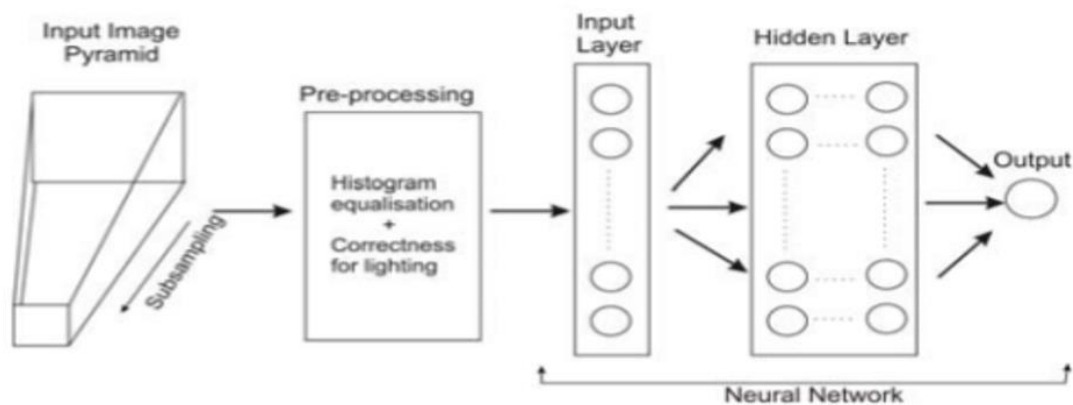 Input Image
Pyramid
Subsampling
Pre-processing
Histogram
equalisation
+
Correctness
for lighting
Input
Layer
Hidden Layer
Output
Neural Network